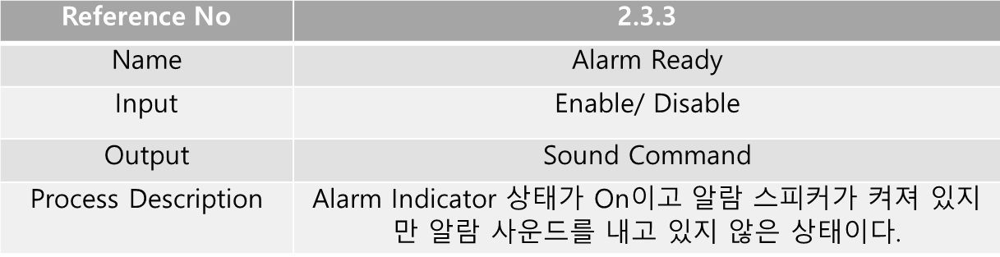 Reference No 2.3.3
Name Alarm Ready
Input Enable/ Disable
Output Sound Command
Process Description Alarm Indicator 상태가 On이고 알람 스피커가 켜져 있지
만 알람 사운드를 내고 있지 않은 상태이다.